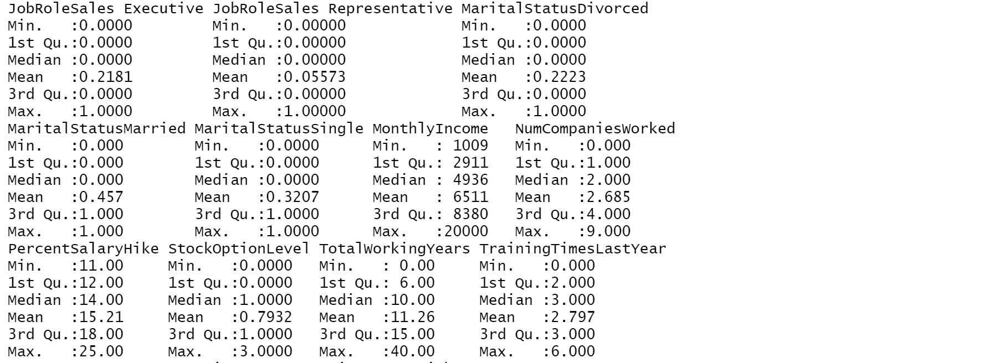 JobRoleSales Executive JobRoleSales Representative MaritalStatusDivorced
Min.   :0.0000         Min.   :0.00000             Min.   :0.0000
1st Qu.:0.0000         1st Qu.:0.00000             1st Qu.:0.0000
Median :0.0000         Median :0.00000             Median :0.0000
Mean   :0.2181         Mean   :0.05573             Mean   :0.2223
3rd Qu.:0.0000         3rd Qu.:0.00000             3rd Qu.:0.0000
Max.   :1.0000         Max.   :1.00000             Max.   :1.0000
MaritalStatusMarried MaritalStatusSingle MonthlyIncome   NumCompaniesWorked
Min.   :0.000        Min.   :0.0000      Min.   : 1009   Min.   :0.000
1st Qu.:0.000        1st Qu.:0.0000      1st Qu.: 2911   1st Qu.:1.000
Median :0.000        Median :0.0000      Median : 4936   Median :2.000
Mean   :0.457        Mean   :0.3207      Mean   : 6511   Mean   :2.685
3rd Qu.:1.000        3rd Qu.:1.0000      3rd Qu.: 8380   3rd Qu.:4.000
Max.   :1.000        Max.   :1.0000      Max.   :20000   Max.   :9.000
PercentSalaryHike StockOptionLevel TotalWorkingYears TrainingTimesLastYear
Min.   :11.00     Min.   :0.0000   Min.   : 0.00     Min.   :0.000
1st Qu.:12.00     1st Qu.:0.0000   1st Qu.: 6.00     1st Qu.:2.000
Median :14.00     Median :1.0000   Median :10.00     Median :3.000
Mean   :15.21     Mean   :0.7932   Mean   :11.26     Mean   :2.797
3rd Qu.:18.00     3rd Qu.:1.0000   3rd Qu.:15.00     3rd Qu.:3.000
Max.   :25.00     Max.   :3.0000   Max.   :40.00     Max.   :6.000